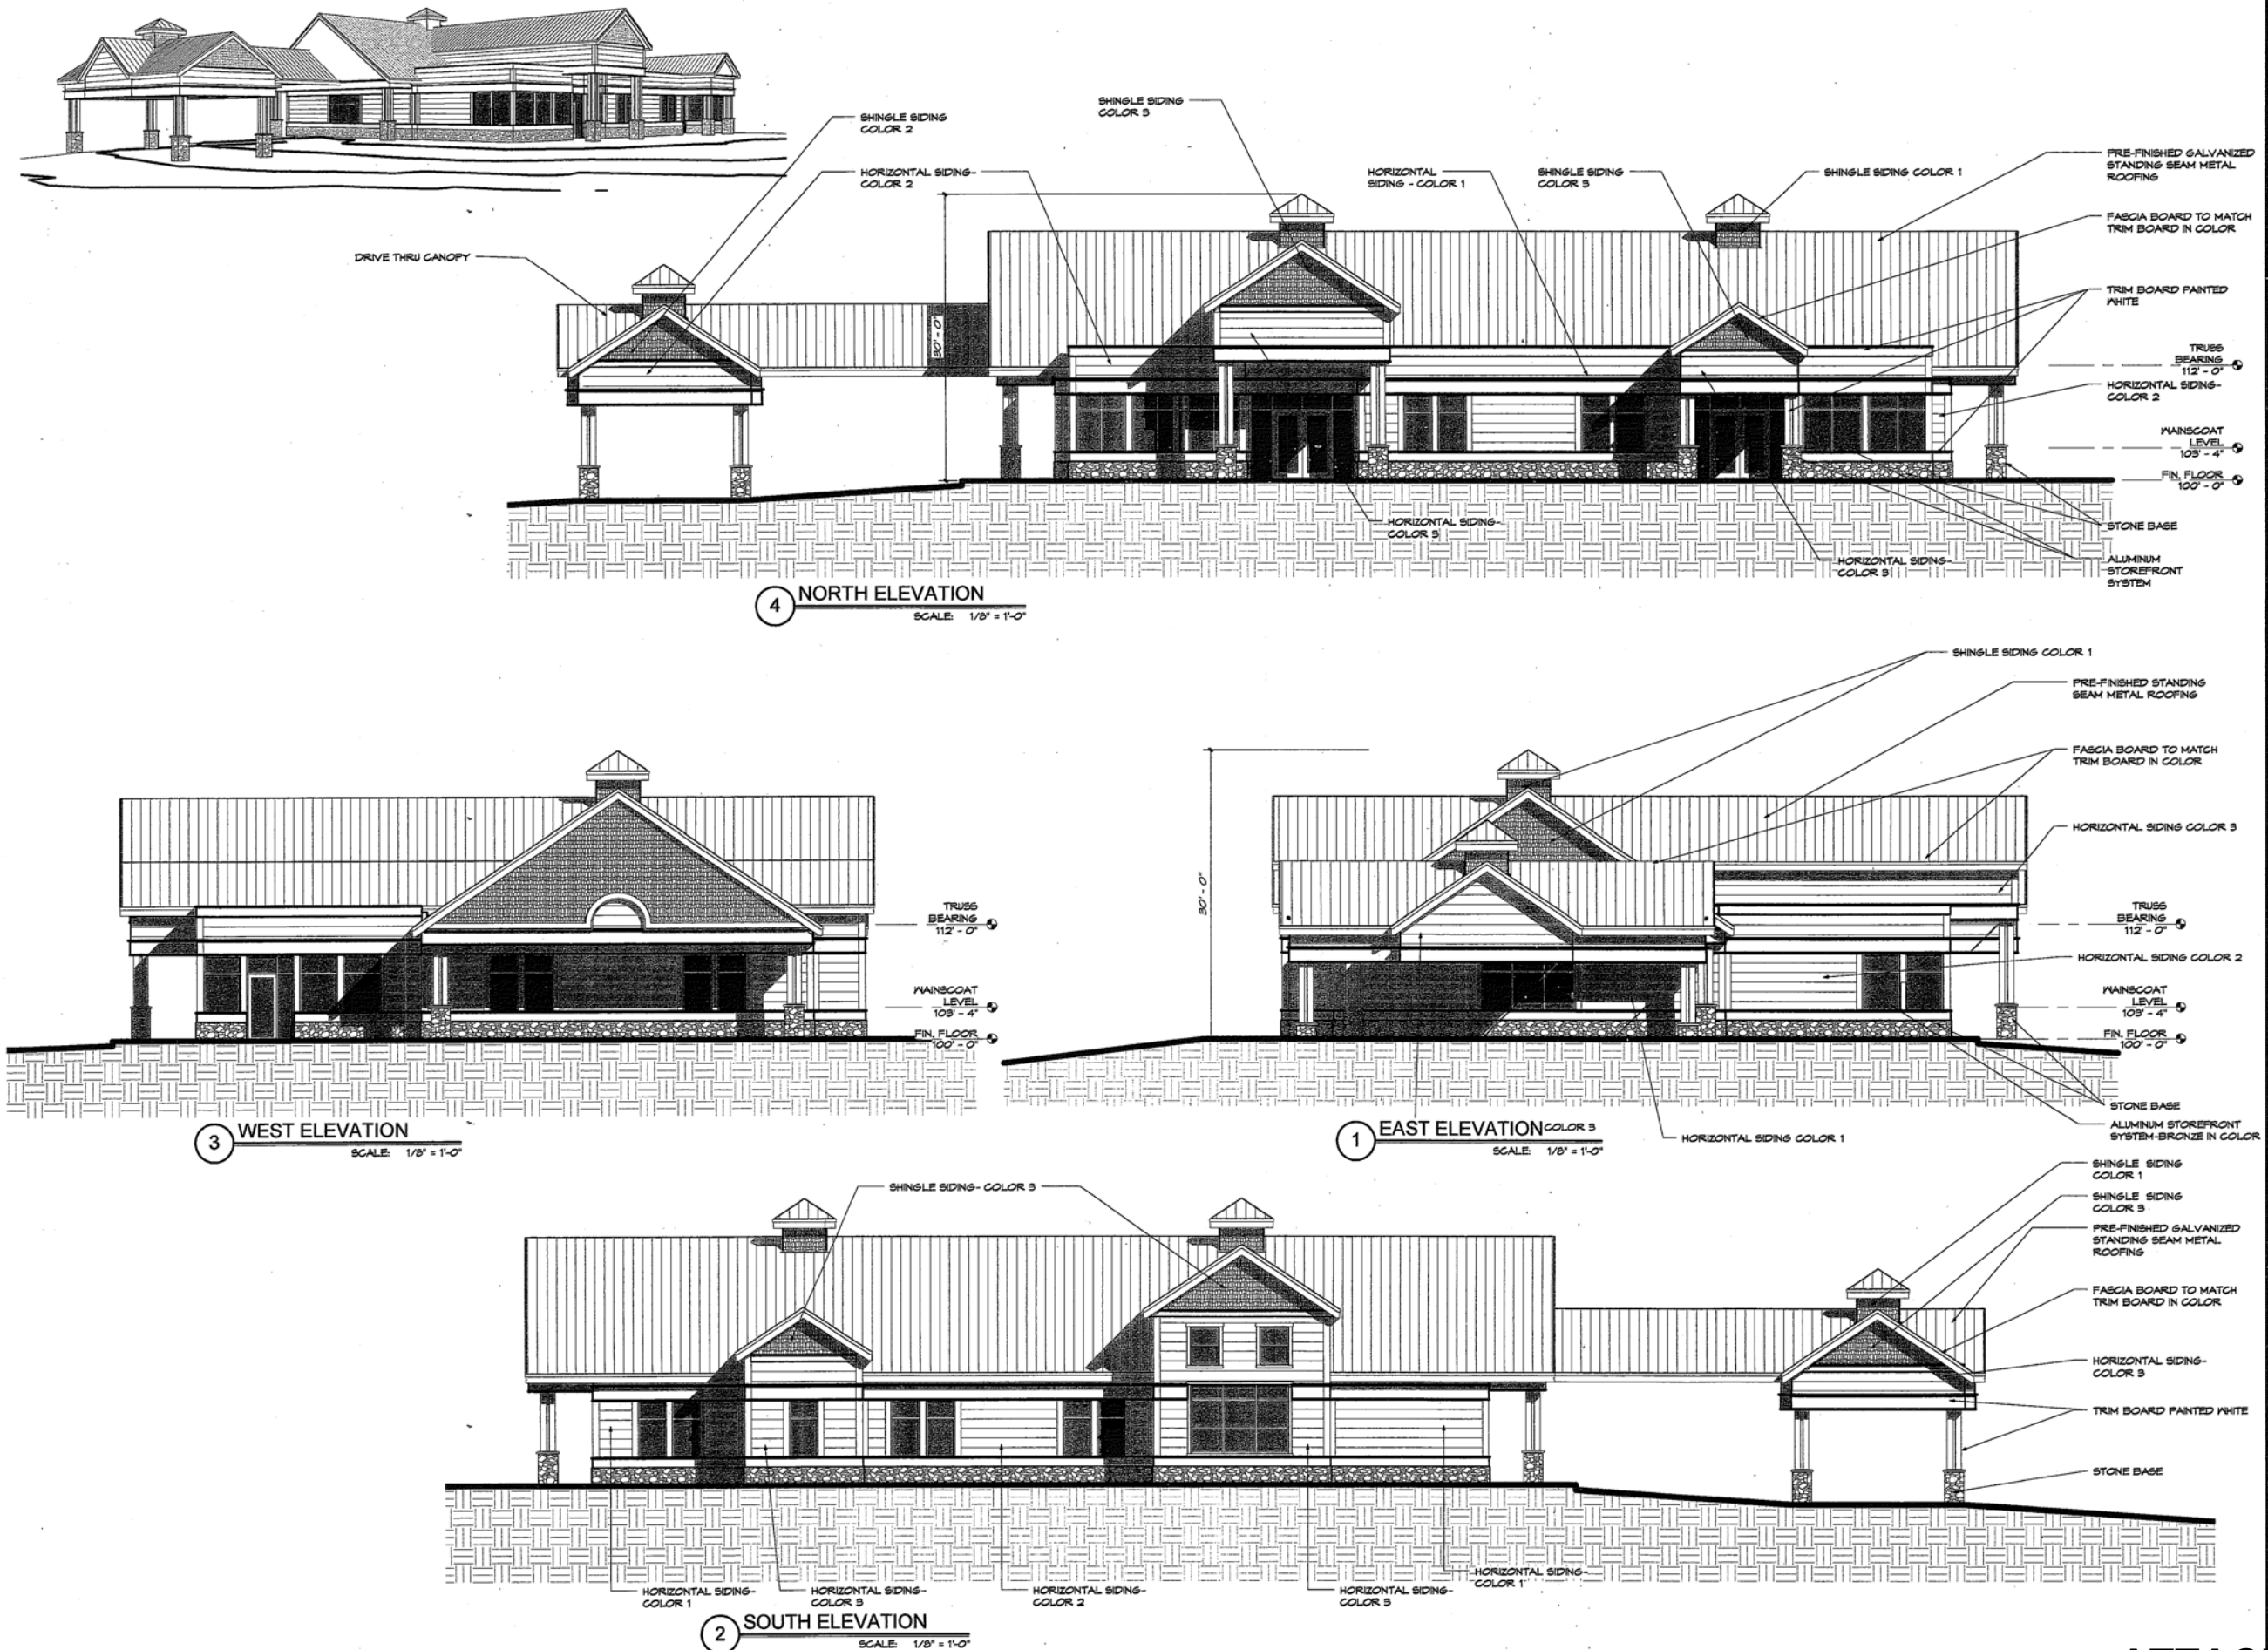 SHINGLE SIDING
COLOR 2
HORIZONTAL SIDING-
COLOR 2
DRIVE THRU CANOPY
SHINGLE SIDING
COLOR 3
HORIZONTAL
SIDING - COLOR 1
SHINGLE SIDING
COLOR 3
SHINGLE SIDING COLOR 1
PRE-FINISHED GALVANIZED
STANDING SEAM METAL
ROOFING
FASCIA BOARD TO MATCH
TRIM BOARD IN COLOR
TRIM BOARD PAINTED
WHITE
30' - 0"
TRUSS
BEARING
112' - 0"
HORIZONTAL SIDING-
COLOR 2
WAINSCOAT
LEVEL
103' - 4"
FIN. FLOOR
100' - 0"
HORIZONTAL SIDING-
COLOR 3
HORIZONTAL SIDING-
COLOR 3
STONE BASE
ALUMINUM
STOREFRONT
SYSTEM
4
NORTH ELEVATION
SCALE: 1/8" = 1'-0"
TRUSS
BEARING
112' - 0"
WAINSCOAT
LEVEL
103' - 4"
FIN. FLOOR
100' - 0"
3
WEST ELEVATION
SCALE: 1/8" = 1'-0"
SHINGLE SIDING COLOR 1
PRE-FINISHED STANDING
SEAM METAL ROOFING
FASCIA BOARD TO MATCH
TRIM BOARD IN COLOR
HORIZONTAL SIDING COLOR 3
30' - 0"
TRUSS
BEARING
112' - 0"
HORIZONTAL SIDING COLOR 2
WAINSCOAT
LEVEL
103' - 4"
FIN. FLOOR
100' - 0"
STONE BASE
ALUMINUM STOREFRONT
SYSTEM-BRONZE IN COLOR
HORIZONTAL SIDING COLOR 1
1
EAST ELEVATION COLOR 3
SCALE: 1/8" = 1'-0"
SHINGLE SIDING- COLOR 3
SHINGLE SIDING
COLOR 1
SHINGLE SIDING
COLOR 3
PRE-FINISHED GALVANIZED
STANDING SEAM METAL
ROOFING
FASCIA BOARD TO MATCH
TRIM BOARD IN COLOR
HORIZONTAL SIDING-
COLOR 3
TRIM BOARD PAINTED WHITE
STONE BASE
HORIZONTAL SIDING-
COLOR 1
HORIZONTAL SIDING-
COLOR 3
HORIZONTAL SIDING-
COLOR 2
HORIZONTAL SIDING-
COLOR 3
HORIZONTAL SIDING-
COLOR 1
2
SOUTH ELEVATION
SCALE: 1/8" = 1'-0"